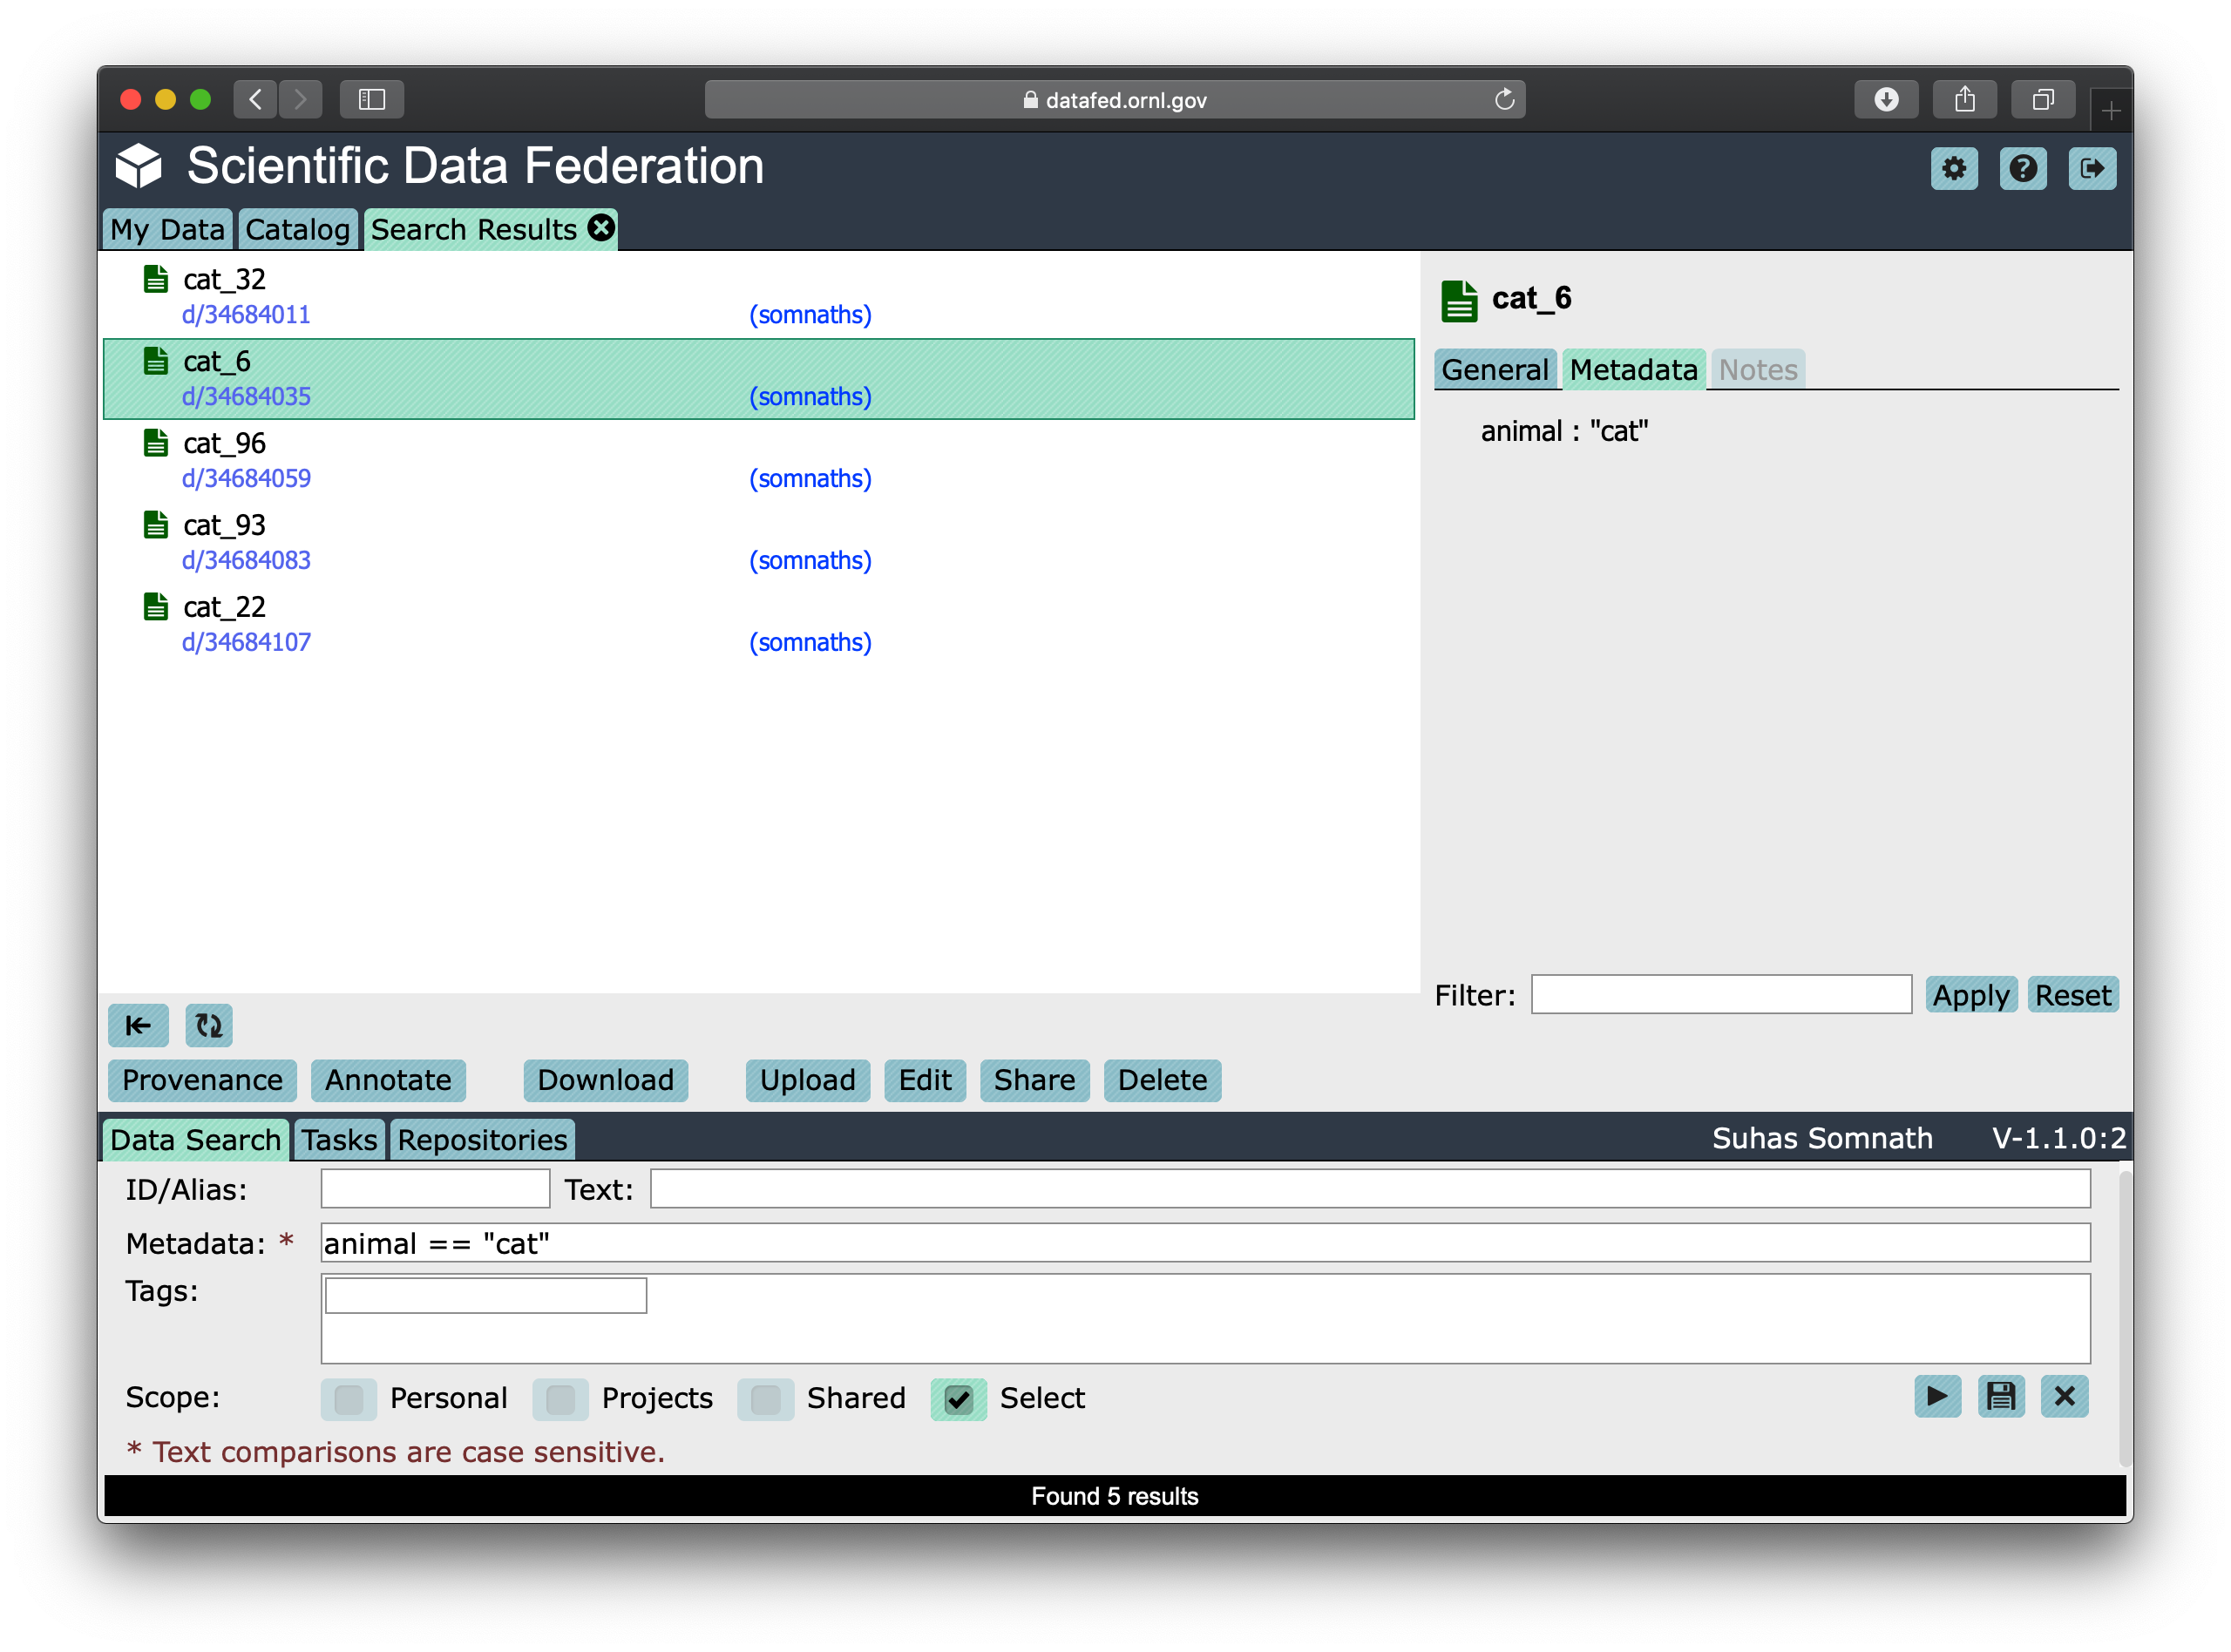 datafed.ornl.gov
Scientific Data Federation
My Data Catalog Search Results
cat_32
d/34684011 (somnaths)
cat_6
d/34684035 (somnaths)
cat_96
d/34684059 (somnaths)
cat_93
d/34684083 (somnaths)
cat_22
d/34684107 (somnaths)
cat_6
General Metadata Notes
animal : "cat"
Filter: Apply Reset
Provenance Annotate Download Upload Edit Share Delete
Data Search Tasks Repositories Suhas Somnath V-1.1.0:2
ID/Alias: Text:
Metadata: * animal == "cat"
Tags:
Scope: Personal Projects Shared Select
* Text comparisons are case sensitive.
Found 5 results